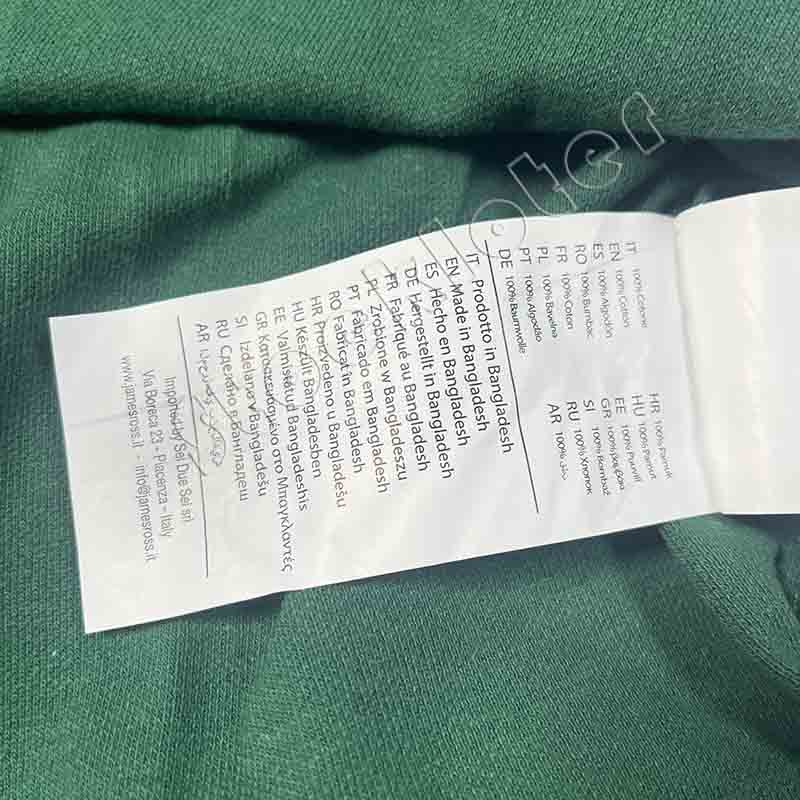 IT 100% Cotone
EN 100% Cotton
ES 100% Algodón
RO 100% Bumbac
FR 100% Coton
PL 100% Bavelna
PT 100% Algodão
DE 100% Baumwolle
HR 100% Pamuk
HU 100% Pamut
EE 100% Puuvill
GR 100% βαμβάκι
SI 100% Bombaž
RU 100% Хлопок
AR 100%
IT Prodotto in Bangladesh
EN Made in Bangladesh
ES Hecho en Bangladesh
DE Hergestellt in Bangladesh
FR Fabriqué au Bangladesh
PL Zrobione w Bangladeszu
PT Fabricado em Bangladesh
RO Fabricat in Bangladesh
HR Proizvedeno u Bangladešu
HU Készült Bangladesben
EE Valmistatud Bangladeshis
GR Κατασκευασμένο στο Μπαγκλαντές
SI Izdelano v Bangladešu
RU Сделано в Бангладеш
AR
Imported by Sei Due Sei srl.
Via Boreca 23 - Piacenza – Italy
www.jamesross.it - info@jamesross.it